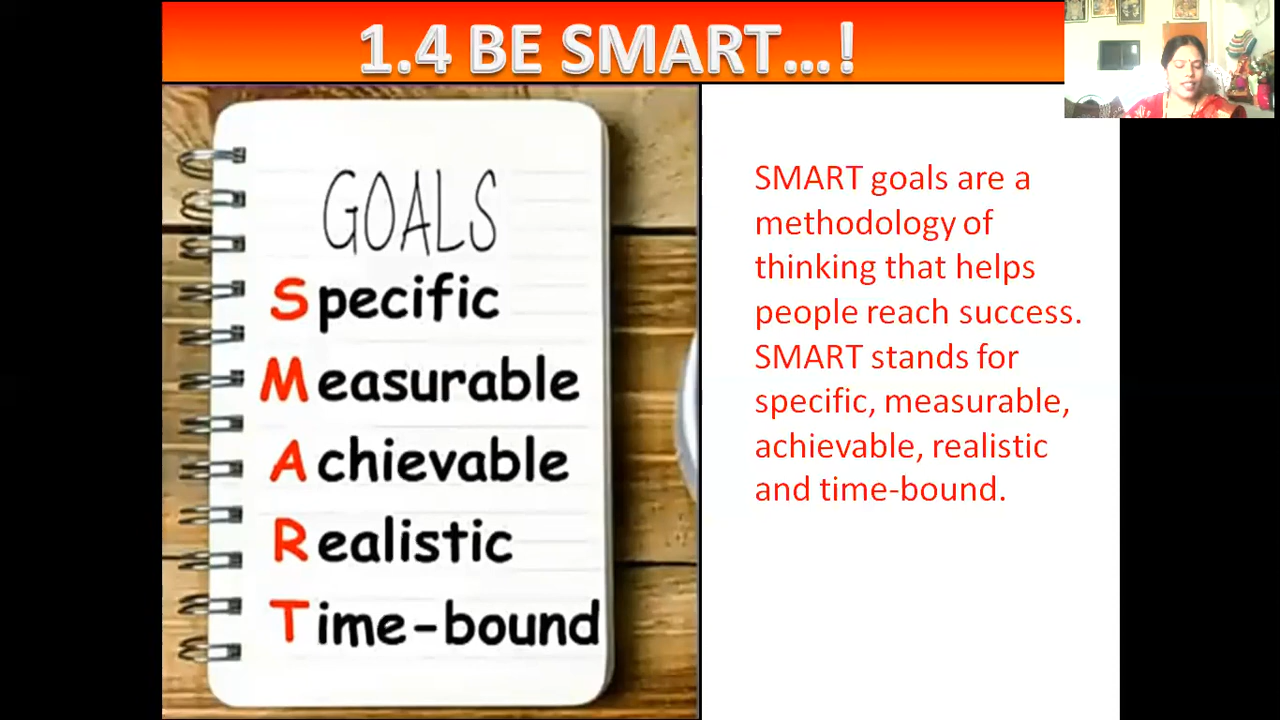 1.4 BE SMART...!
GOALS
Specific
Measurable
Achievable
Realistic
Time-bound
SMART goals are a
methodology of
thinking that helps
people reach success.
SMART stands for
specific, measurable,
achievable, realistic
and time-bound.